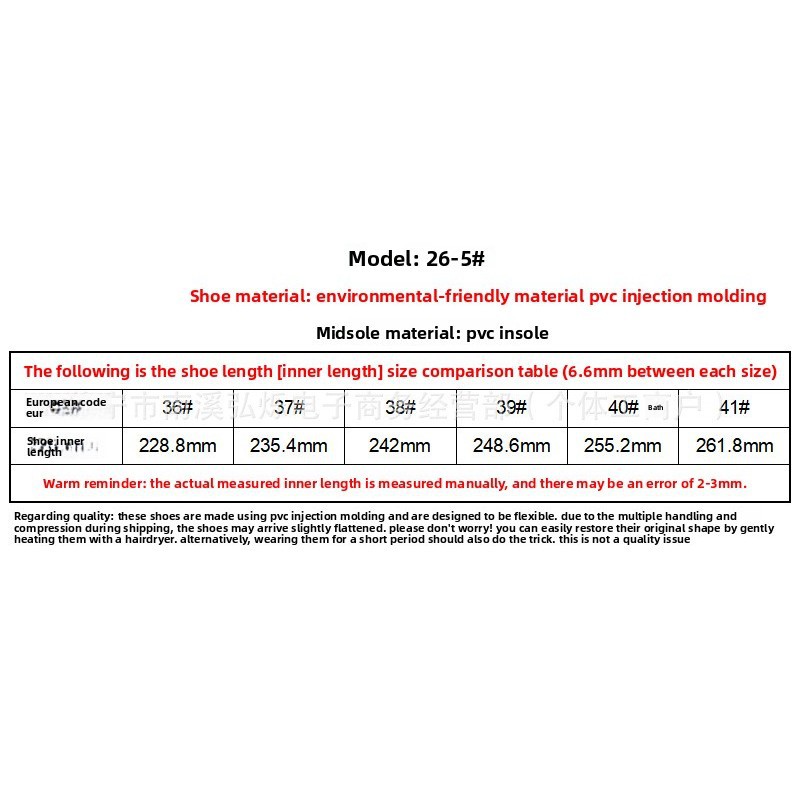 Model: 26-5#
Shoe material: environmental-friendly material pvc injection molding
Midsole material: pvc insole
The following is the shoe length [inner length] size comparison table (6.6mm between each size)
European code eur 36# 37# 38# 39# 40# Bath 41#
Shoe inner length 228.8mm 235.4mm 242mm 248.6mm 255.2mm 261.8mm
Warm reminder: the actual measured inner length is measured manually, and there may be an error of 2-3mm.
Regarding quality: these shoes are made using pvc injection molding and are designed to be flexible. due to the multiple handling and
compression during shipping, the shoes may arrive slightly flattened. please don't worry! you can easily restore their original shape by gently
heating them with a hairdryer. alternatively, wearing them for a short period should also do the trick. this is not a quality issue